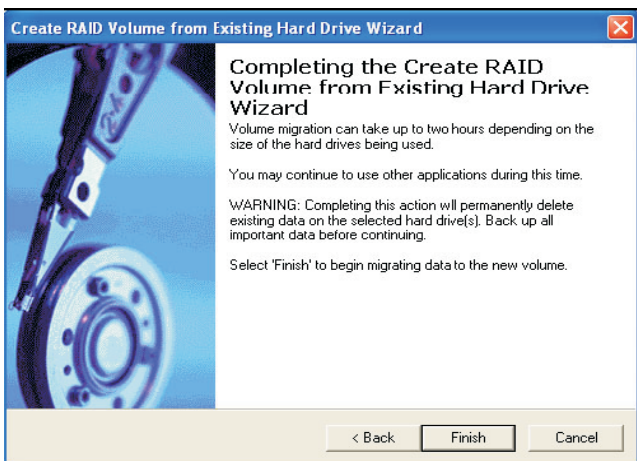 Create RAID Volume from Existing Hard Drive Wizard
Completing the Create RAID
Volume from Existing Hard Drive
Wizard
Volume migration can take up to two hours depending on the
size of the hard drives being used.
You may continue to use other applications during this time.
WARNING: Completing this action will permanently delete
existing data on the selected hard drive(s). Back up all
important data before continuing.
Select 'Finish' to begin migrating data to the new volume.
< Back
Finish
Cancel